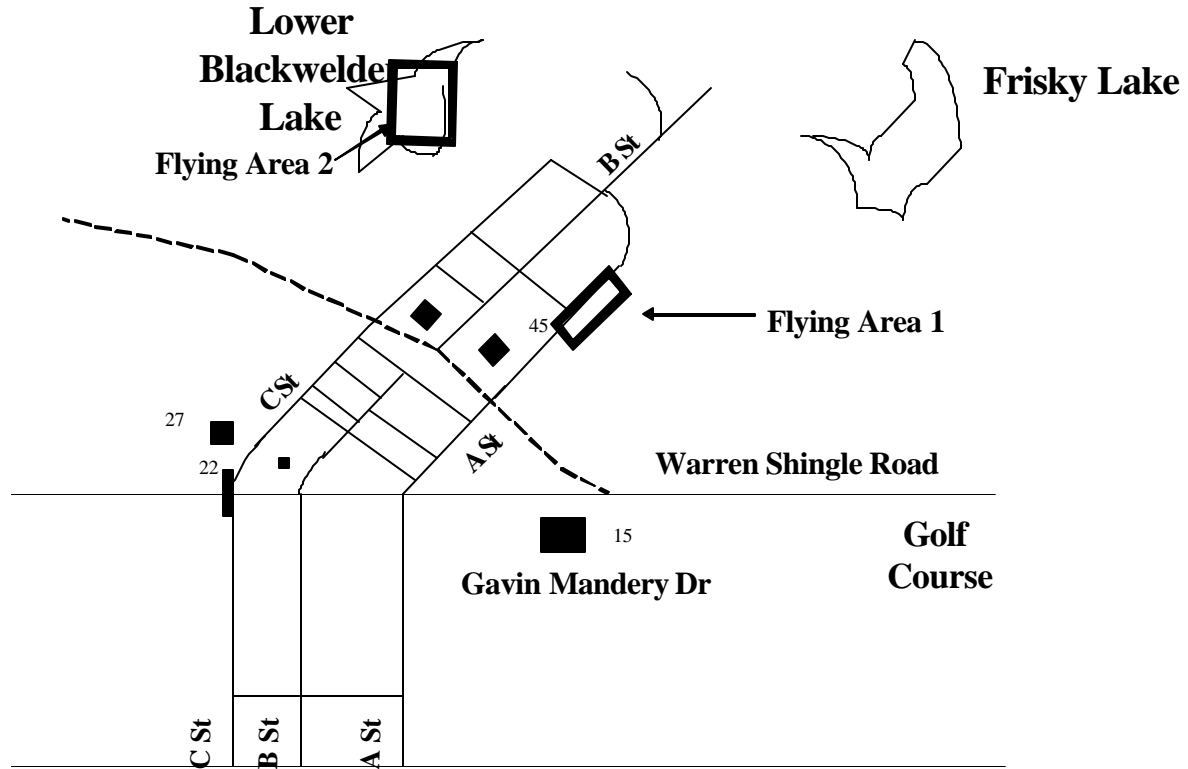 Lower
Blackwelder
Lake
Flying Area 2
Frisky Lake
B St
45
Flying Area 1
C St
27
22
A St
Warren Shingle Road
15
Golf
Course
Gavin Mandery Dr
C St
B St
A St